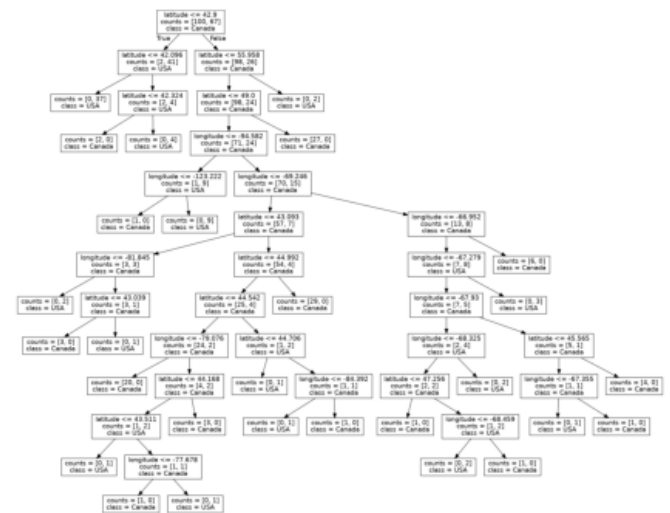 latitude <= 42.9
counts = [100, 67]
class = Canada
True
False
latitude <= 42.096
counts = [2, 41]
class = USA
latitude <= 55.958
counts = [98, 26]
class = Canada
counts = [0, 37]
class = USA
latitude <= 42.324
counts = [2, 4]
class = USA
latitude <= 49.0
counts = [98, 24]
class = Canada
counts = [0, 2]
class = USA
counts = [2, 0]
class = Canada
counts = [0, 4]
class = USA
longitude <= -94.582
counts = [71, 24]
class = Canada
counts = [27, 0]
class = Canada
longitude <= -123.222
counts = [1, 9]
class = USA
longitude <= -69.246
counts = [70, 15]
class = Canada
counts = [1, 0]
class = Canada
counts = [0, 9]
class = USA
latitude <= 43.093
counts = [57, 7]
class = Canada
longitude <= -66.952
counts = [13, 8]
class = Canada
longitude <= -81.845
counts = [3, 3]
class = Canada
latitude <= 44.992
counts = [54, 4]
class = Canada
longitude <= -67.279
counts = [7, 8]
class = USA
counts = [6, 0]
class = Canada
counts = [0, 2]
class = USA
latitude <= 43.039
counts = [3, 1]
class = Canada
latitude <= 44.542
counts = [25, 4]
class = Canada
counts = [29, 0]
class = Canada
longitude <= -67.93
counts = [7, 5]
class = Canada
counts = [0, 3]
class = USA
counts = [3, 0]
class = Canada
counts = [0, 1]
class = USA
longitude <= -79.076
counts = [24, 2]
class = Canada
latitude <= 44.706
counts = [1, 2]
class = USA
longitude <= -68.325
counts = [2, 4]
class = USA
latitude <= 45.565
counts = [5, 1]
class = Canada
counts = [20, 0]
class = Canada
latitude <= 44.168
counts = [4, 2]
class = Canada
counts = [0, 1]
class = USA
longitude <= -84.392
counts = [1, 1]
class = Canada
latitude <= 47.256
counts = [2, 2]
class = Canada
counts = [0, 2]
class = USA
longitude <= -67.355
counts = [1, 1]
class = Canada
counts = [4, 0]
class = Canada
latitude <= 43.511
counts = [1, 2]
class = USA
counts = [3, 0]
class = Canada
counts = [0, 1]
class = USA
counts = [1, 0]
class = Canada
counts = [1, 0]
class = Canada
longitude <= -68.459
counts = [1, 2]
class = USA
counts = [0, 1]
class = USA
counts = [1, 0]
class = Canada
counts = [0, 1]
class = USA
longitude <= -77.678
counts = [1, 1]
class = Canada
counts = [0, 2]
class = USA
counts = [1, 0]
class = Canada
counts = [1, 0]
class = Canada
counts = [0, 1]
class = USA